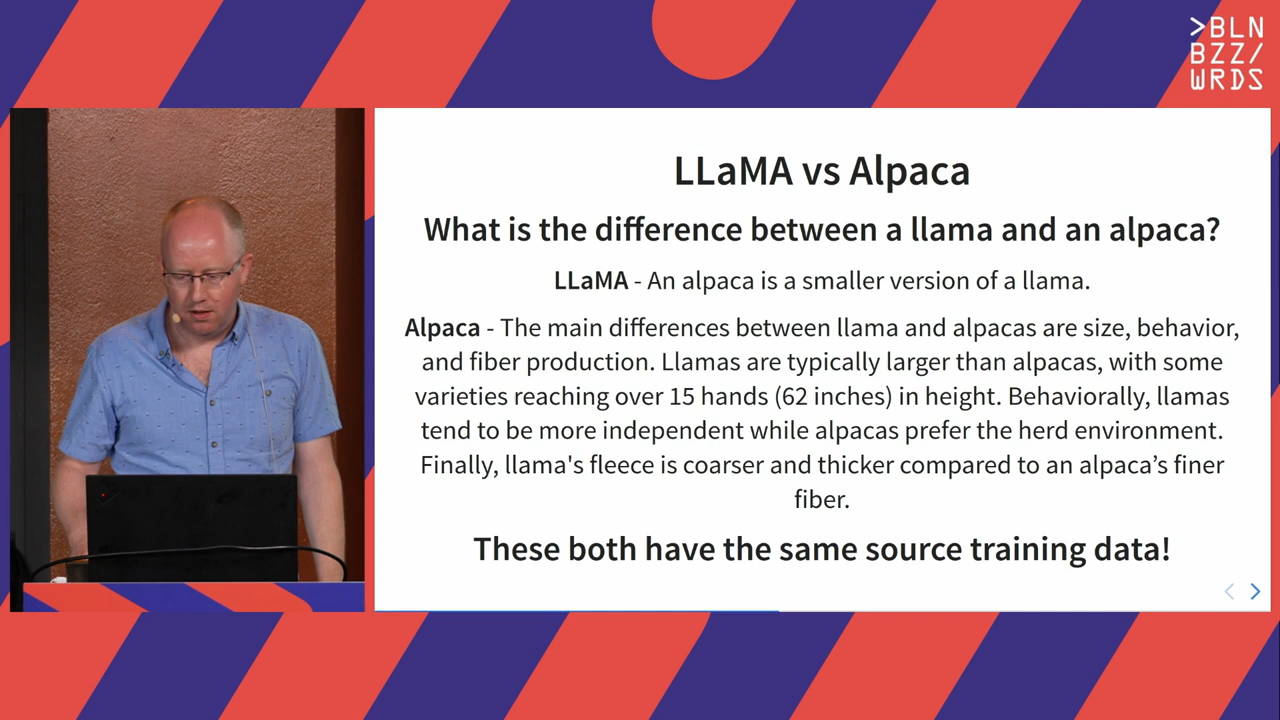 >BLN
BZZ/
WRDS
LLaMA vs Alpaca
What is the difference between a llama and an alpaca?
LLaMA - An alpaca is a smaller version of a llama.
Alpaca - The main differences between llama and alpacas are size, behavior,
and fiber production. Llamas are typically larger than alpacas, with some
varieties reaching over 15 hands (62 inches) in height. Behaviorally, llamas
tend to be more independent while alpacas prefer the herd environment.
Finally, llama's fleece is coarser and thicker compared to an alpaca’s finer
fiber.
These both have the same source training data!